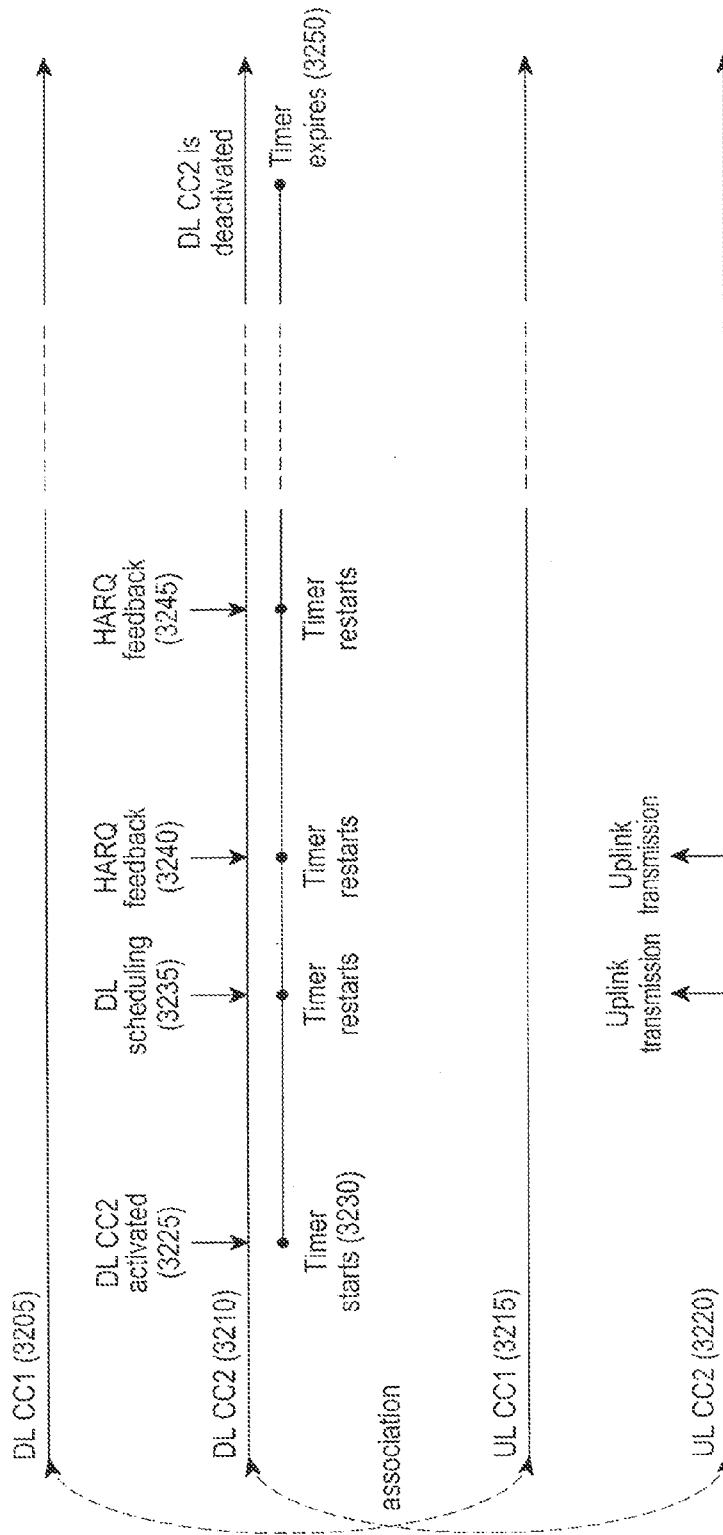 DL CC1 (3205)
DL CC2
activated
(3225)
DL
scheduling
(3235)
HARQ
feedback
(3240)
HARQ
feedback
(3245)
DL CC2 is
deactivated
DL CC2 (3210)
Timer
starts (3230)
Timer
restarts
Timer
restarts
Timer
restarts
Timer
expires (3250)
association
UL CC1 (3215)
Uplink
transmission
Uplink
transmission
UL CC2 (3220)